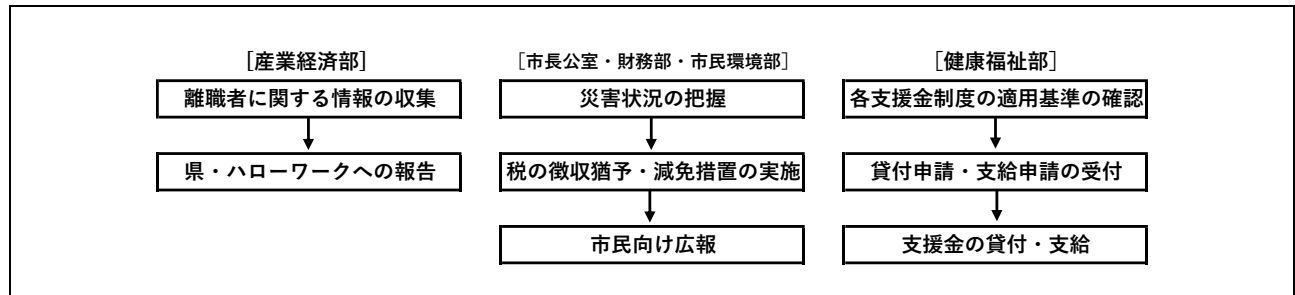 ［産業経済部］
離職者に関する情報の収集
県・ハローワークへの報告
［市長公室・財務部・市民環境部］
災害状況の把握
税の徴収猶予・減免措置の実施
市民向け広報
［健康福祉部］
各支援金制度の適用基準の確認
貸付申請・支給申請の受付
支援金の貸付・支給